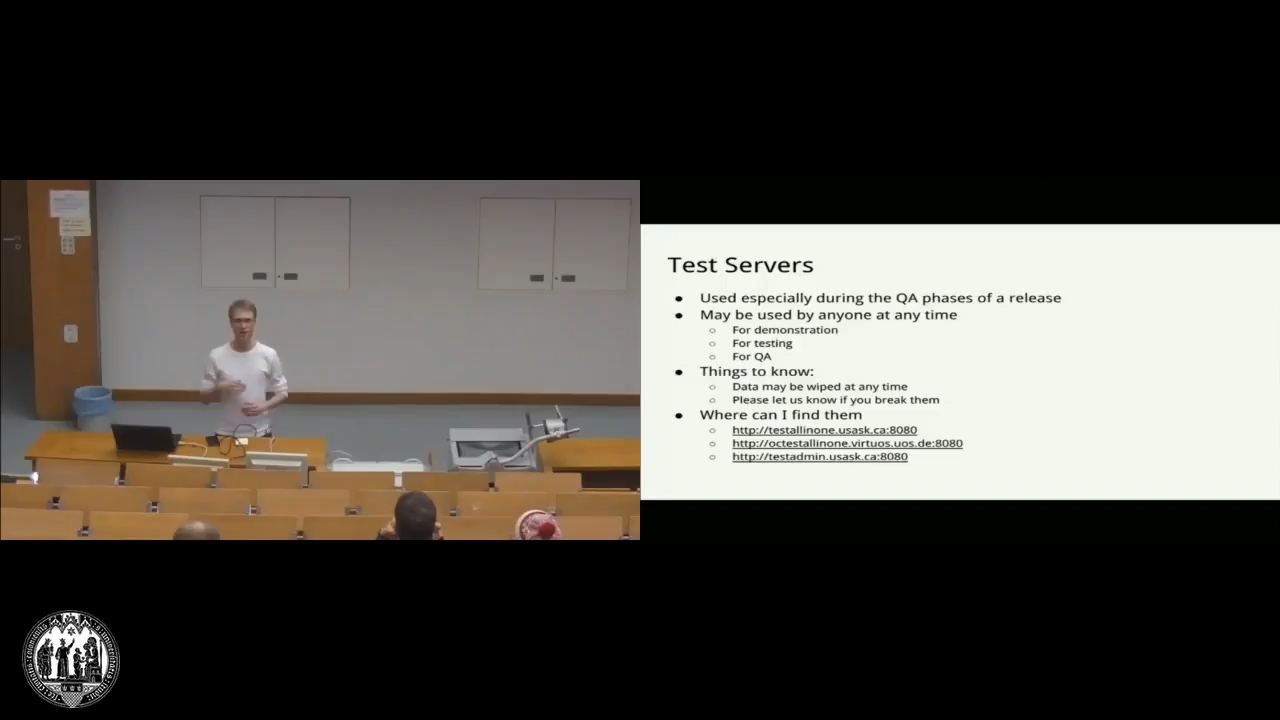 Test Servers
Used especially during the QA phases of a release
May be used by anyone at any time
For demonstration
For testing
For QA
Things to know:
Data may be wiped at any time
Please let us know if you break them
Where can I find them
http://testallinone.usask.ca:8080
http://octestallinone.virtuos.uos.de:8080
http://testadmin.usask.ca:8080